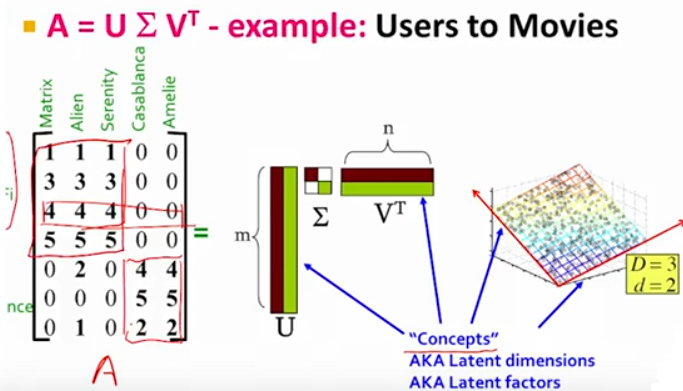 A = U Σ Vᵀ - example: Users to Movies
Matrix
Alien
Serenity
Casablanca
Amelie
1 1 1 0 0
3 3 3 0 0
4 4 4 0 0
5 5 5 0 0
0 2 0 4 4
0 0 0 5 5
0 1 0 2 2
=
nce
A
m
U
Σ
n
Vᵀ
D = 3
d = 2
“Concepts”
AKA Latent dimensions
AKA Latent factors